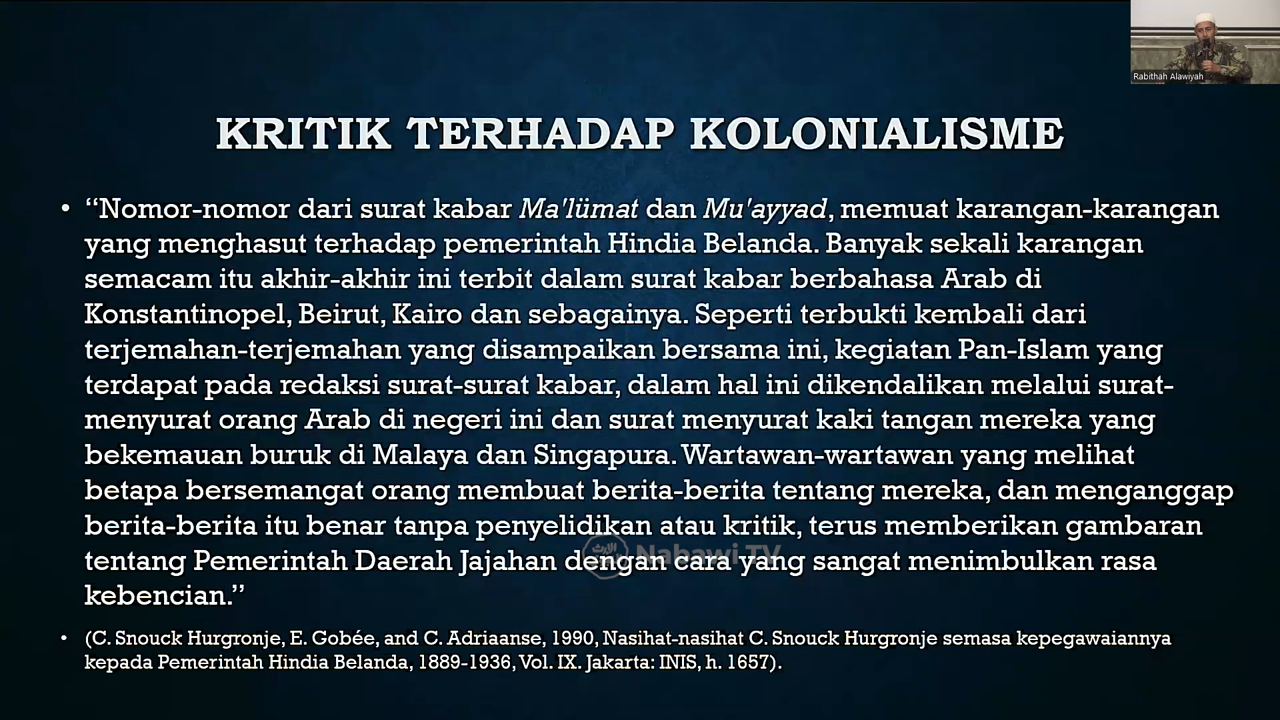 Rabithah Alawiyah
KRITIK TERHADAP KOLONIALISME
• “Nomor-nomor dari surat kabar Ma'lümat dan Mu'ayyad, memuat karangan-karangan
yang menghasut terhadap pemerintah Hindia Belanda. Banyak sekali karangan
semacam itu akhir-akhir ini terbit dalam surat kabar berbahasa Arab di
Konstantinopel, Beirut, Kairo dan sebagainya. Seperti terbukti kembali dari
terjemahan-terjemahan yang disampaikan bersama ini, kegiatan Pan-Islam yang
terdapat pada redaksi surat-surat kabar, dalam hal ini dikendalikan melalui surat-
menyurat orang Arab di negeri ini dan surat menyurat kaki tangan mereka yang
bekemauan buruk di Malaya dan Singapura. Wartawan-wartawan yang melihat
betapa bersemangat orang membuat berita-berita tentang mereka, dan menganggap
berita-berita itu benar tanpa penyelidikan atau kritik, terus memberikan gambaran
tentang Pemerintah Daerah Jajahan dengan cara yang sangat menimbulkan rasa
kebencian.”
Nabawi TV
• (C. Snouck Hurgronje, E. Gobée, and C. Adriaanse, 1990, Nasihat-nasihat C. Snouck Hurgronje semasa kepegawaiannya
kepada Pemerintah Hindia Belanda, 1889-1936, Vol. IX. Jakarta: INIS, h. 1657).